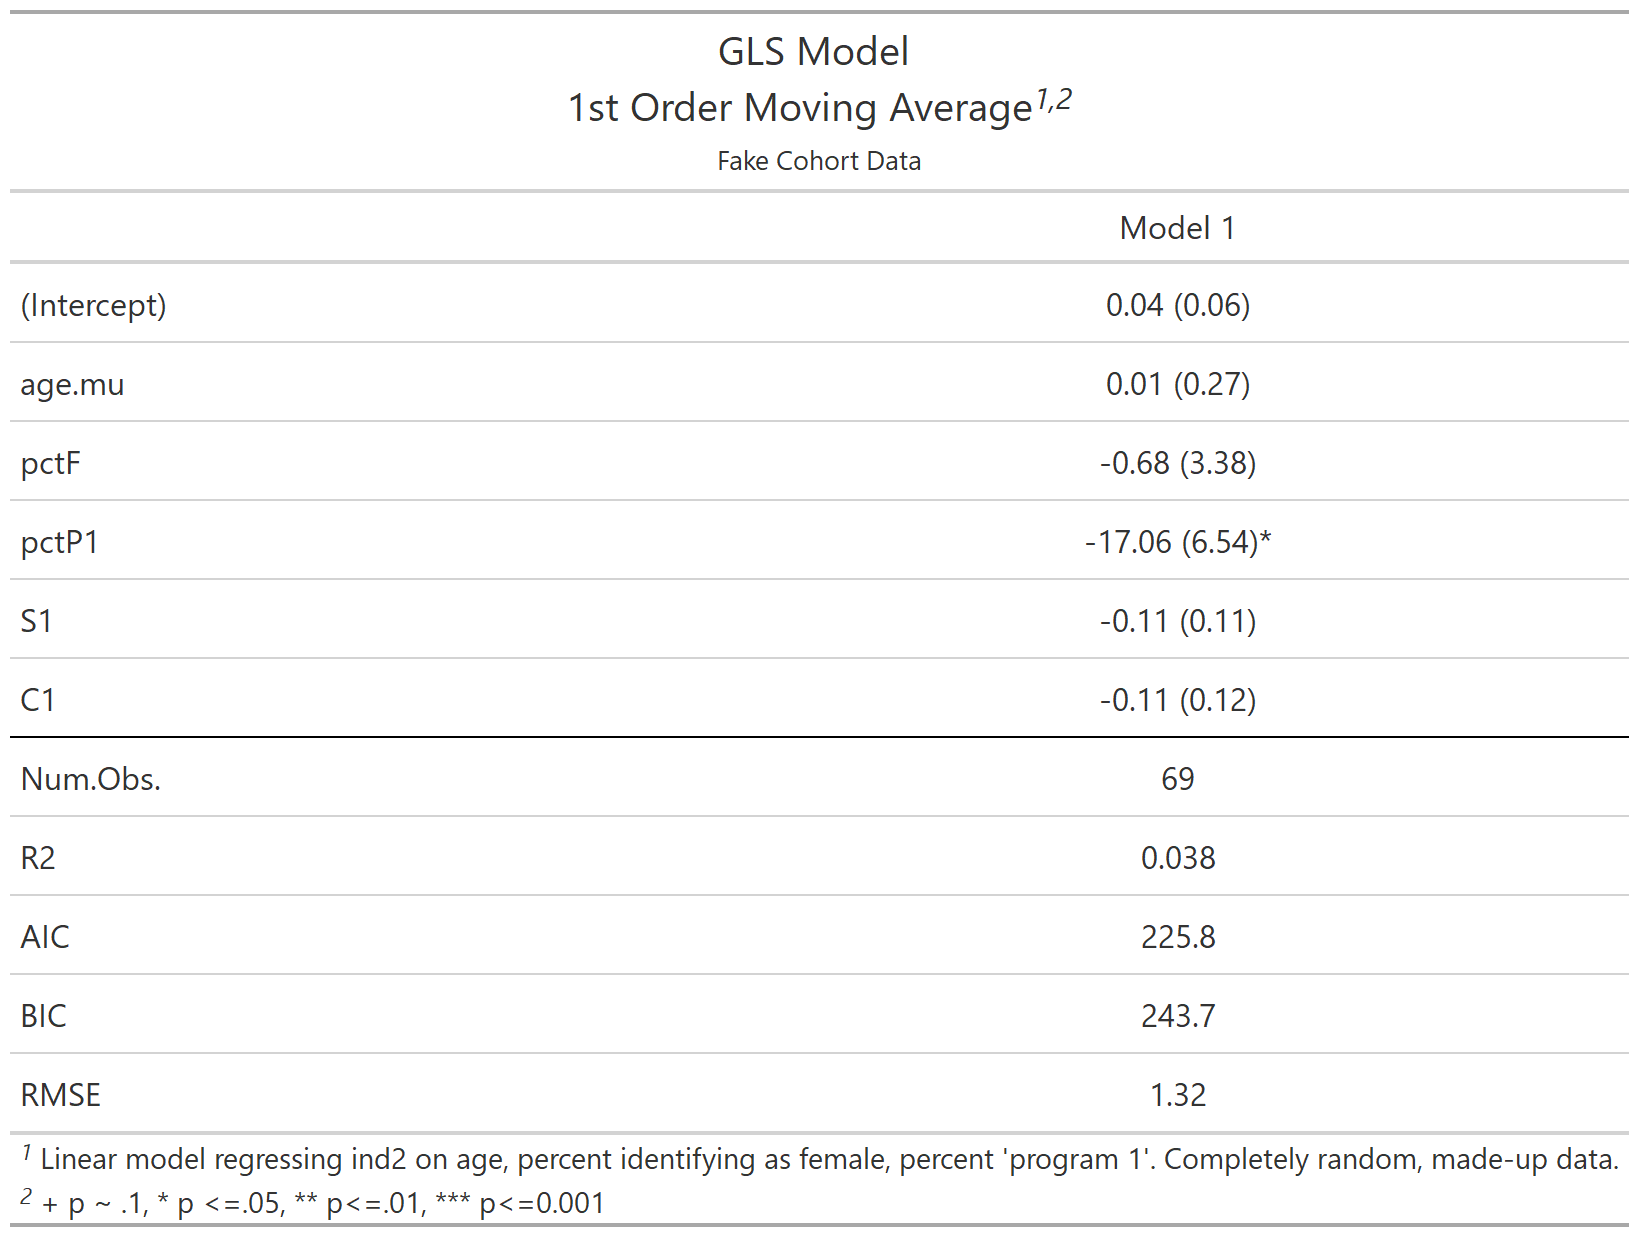 GLS Model
1st Order Moving Average1,2
Fake Cohort Data
Model 1
(Intercept) 0.04 (0.06)
age.mu 0.01 (0.27)
pctF -0.68 (3.38)
pctP1 -17.06 (6.54)*
S1 -0.11 (0.11)
C1 -0.11 (0.12)
Num.Obs. 69
R2 0.038
AIC 225.8
BIC 243.7
RMSE 1.32
1 Linear model regressing ind2 on age, percent identifying as female, percent 'program 1'. Completely random, made-up data.
2 + p ~ .1, * p <=.05, ** p<=.01, *** p<=0.001